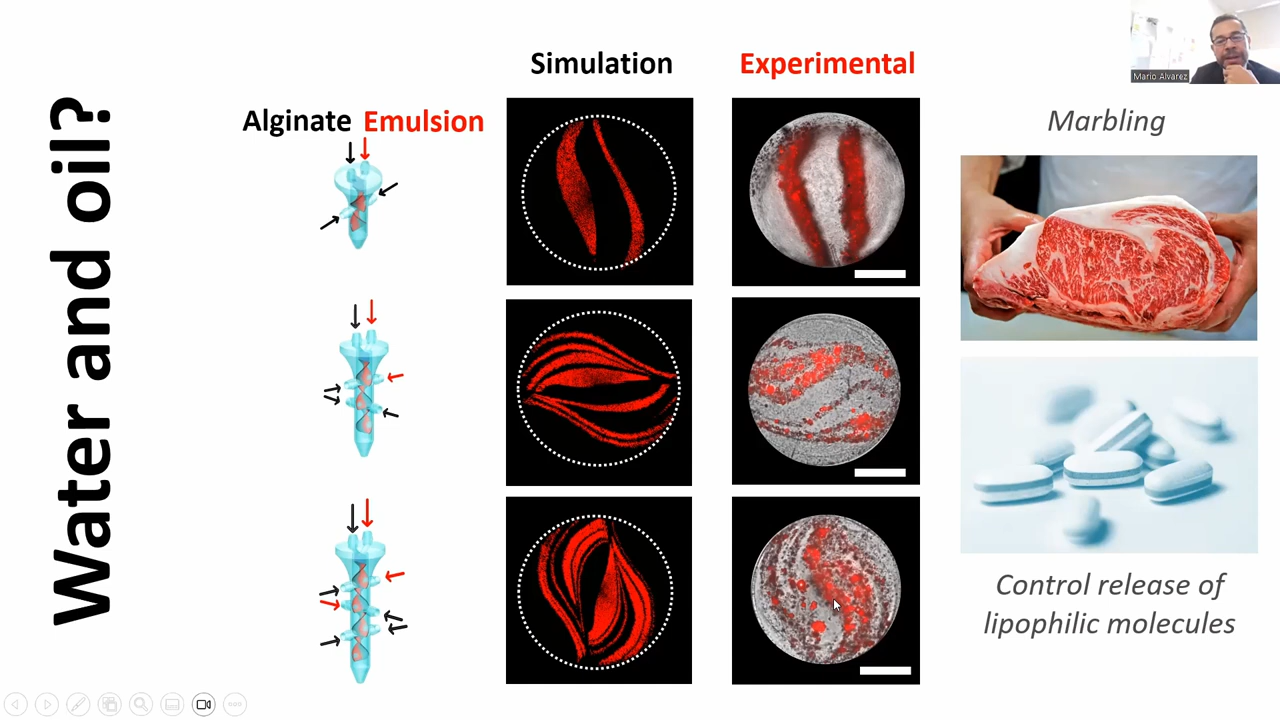 Water and oil?
Alginate Emulsion
Simulation
Experimental
Marbling
Control release of
lipophilic molecules
Mario Alvarez